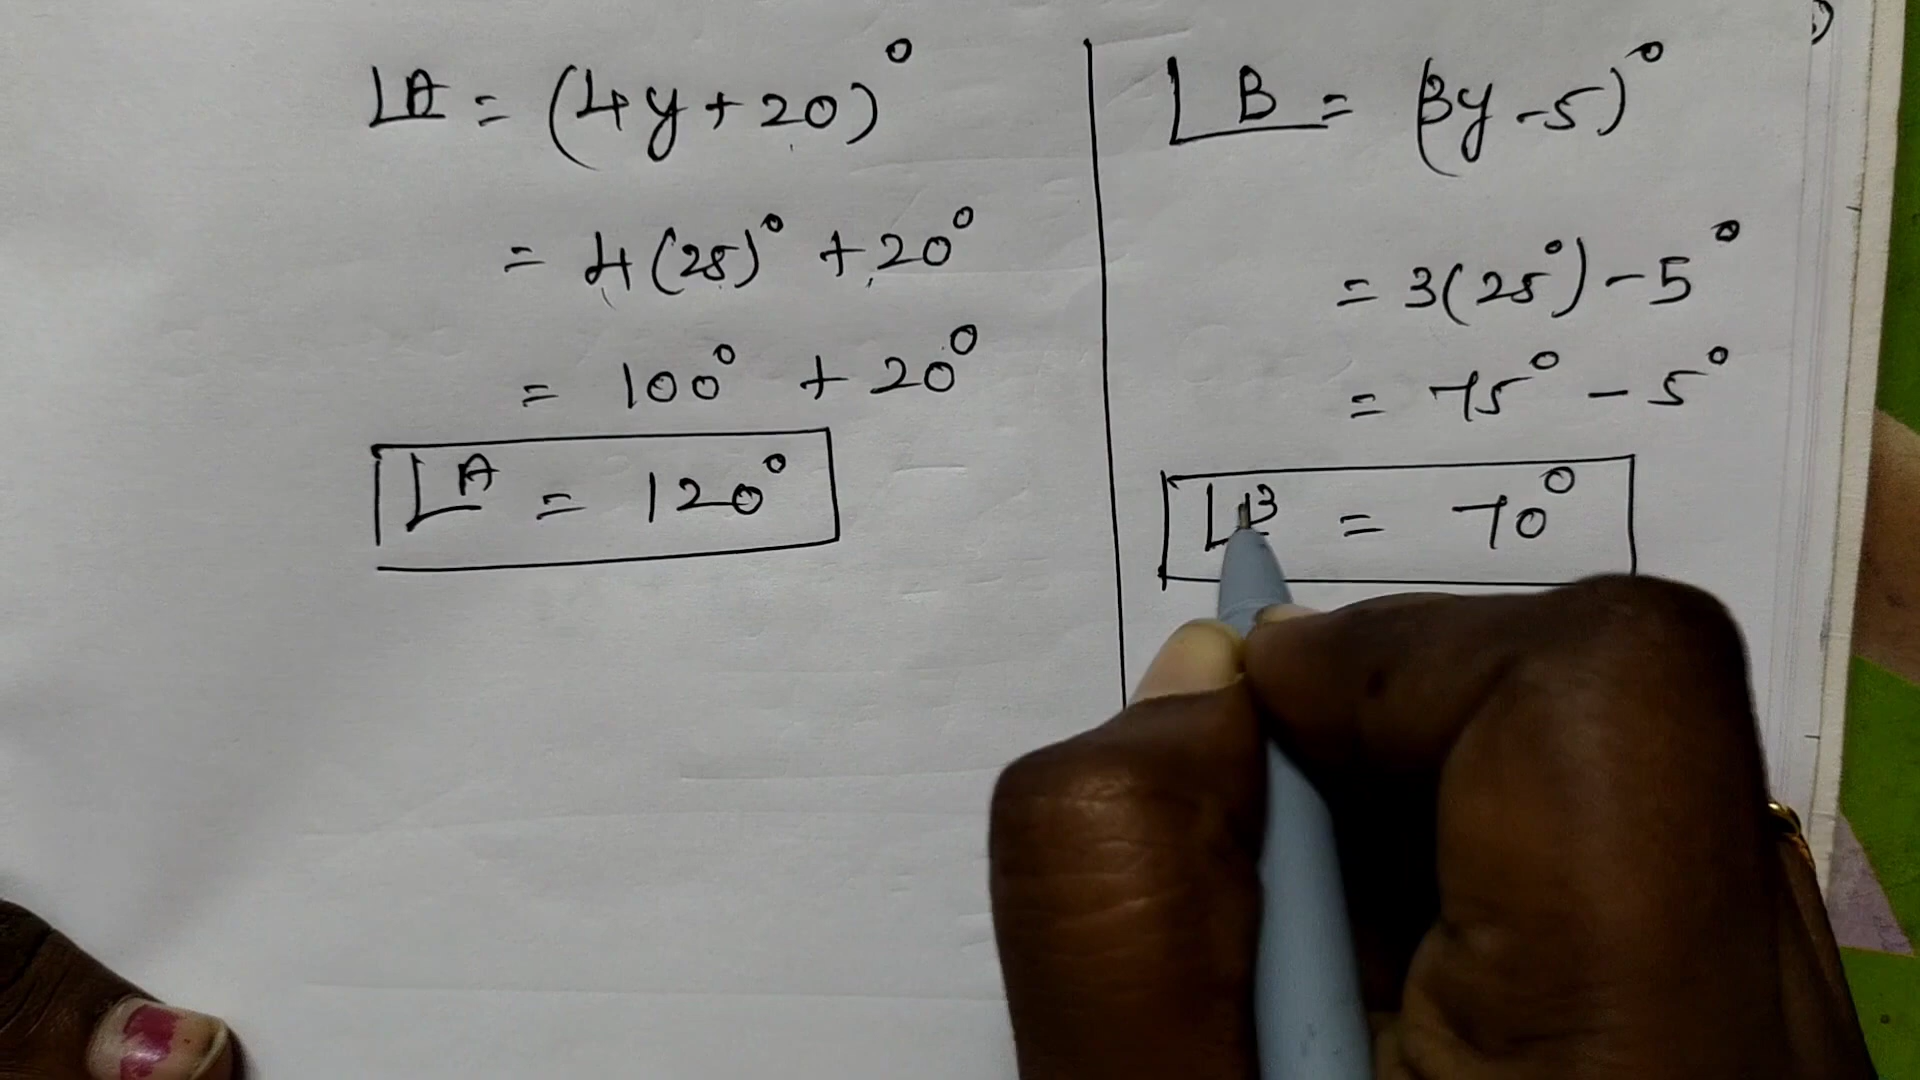 ∠A = (4y + 20)°
= 4(25)° + 20°
= 100° + 20°
∠A = 120°
∠B = (3y - 5)°
= 3(25°) - 5°
= 75° - 5°
∠B = 70°